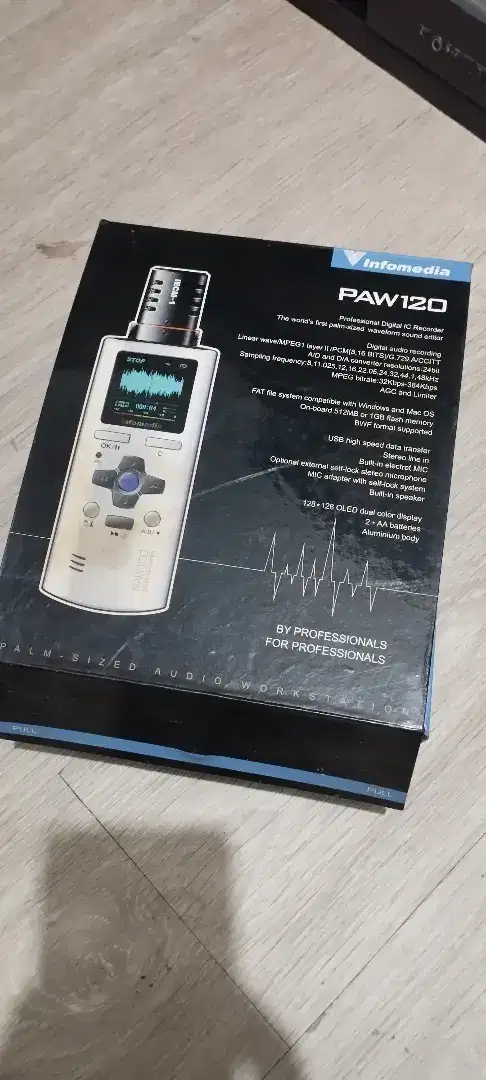 Infomedia
PAW120
Professional Digital IC Recorder
The world's first palm-sized waveform sound editor
Digital audio recording
Linear wave/MPEG1 layer II/PCM(8,16 BITS)/G.729.A/CCITT
A/D and D/A converter resolutions:24bit
Sampling frequency:8,11.025,12,16,22.05,24,32,44.1,48kHz
MPEG bitrate:32kbp-384Kbps
AGC and Limiter
FAT file system compatible with Windows and Mac OS
On-board 512MB or 1GB flash memory
BWF format supported
USB high speed data transfer
Stereo line in
Built-in electret MIC
Optional external self-lock stereo microphone
MIC adapter with self-lock system
Built-in speaker
128*128 OLED dual color display
2*AA batteries
Aluminium body
IECM-1
STOP
Infomedia
C
BY PROFESSIONALS
FOR PROFESSIONALS
PALM-SIZED AUDIO WORKSTATION
PULL
PULL